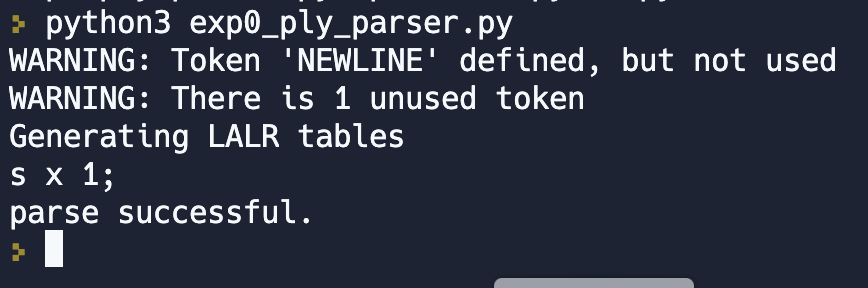 > python3 exp0_ply_parser.py
WARNING: Token 'NEWLINE' defined, but not used
WARNING: There is 1 unused token
Generating LALR tables
s x 1;
parse successful.
>